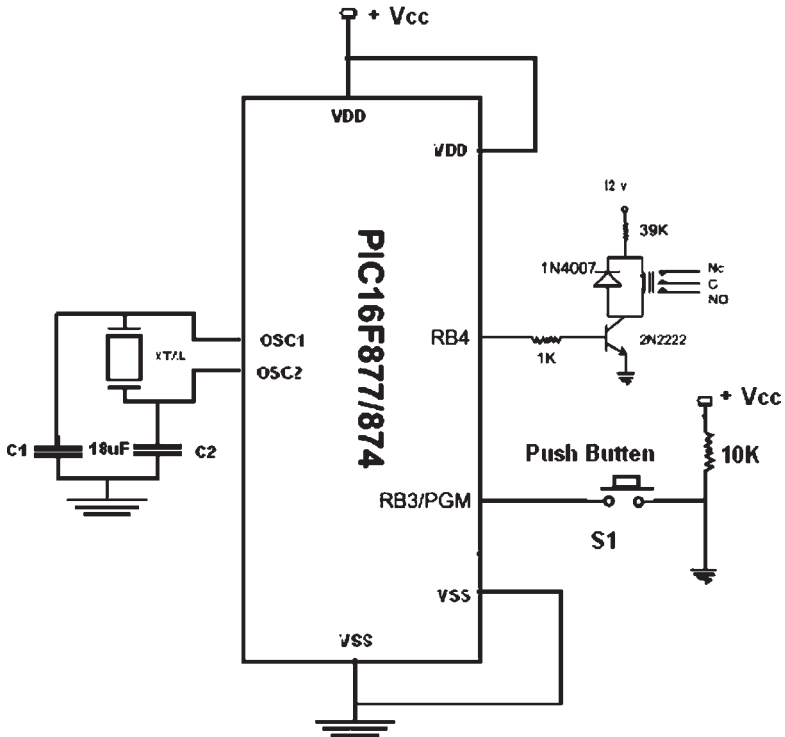 + Vcc
VDD
VDD
12 v
39K
1N4007
Nc
C
NO
PIC16F877/874
OSC1
XTAL
RB4
1K
2N2222
OSC2
+ Vcc
C1
18uF
C2
Push Butten
10K
RB3/PGM
S1
VSS
VSS